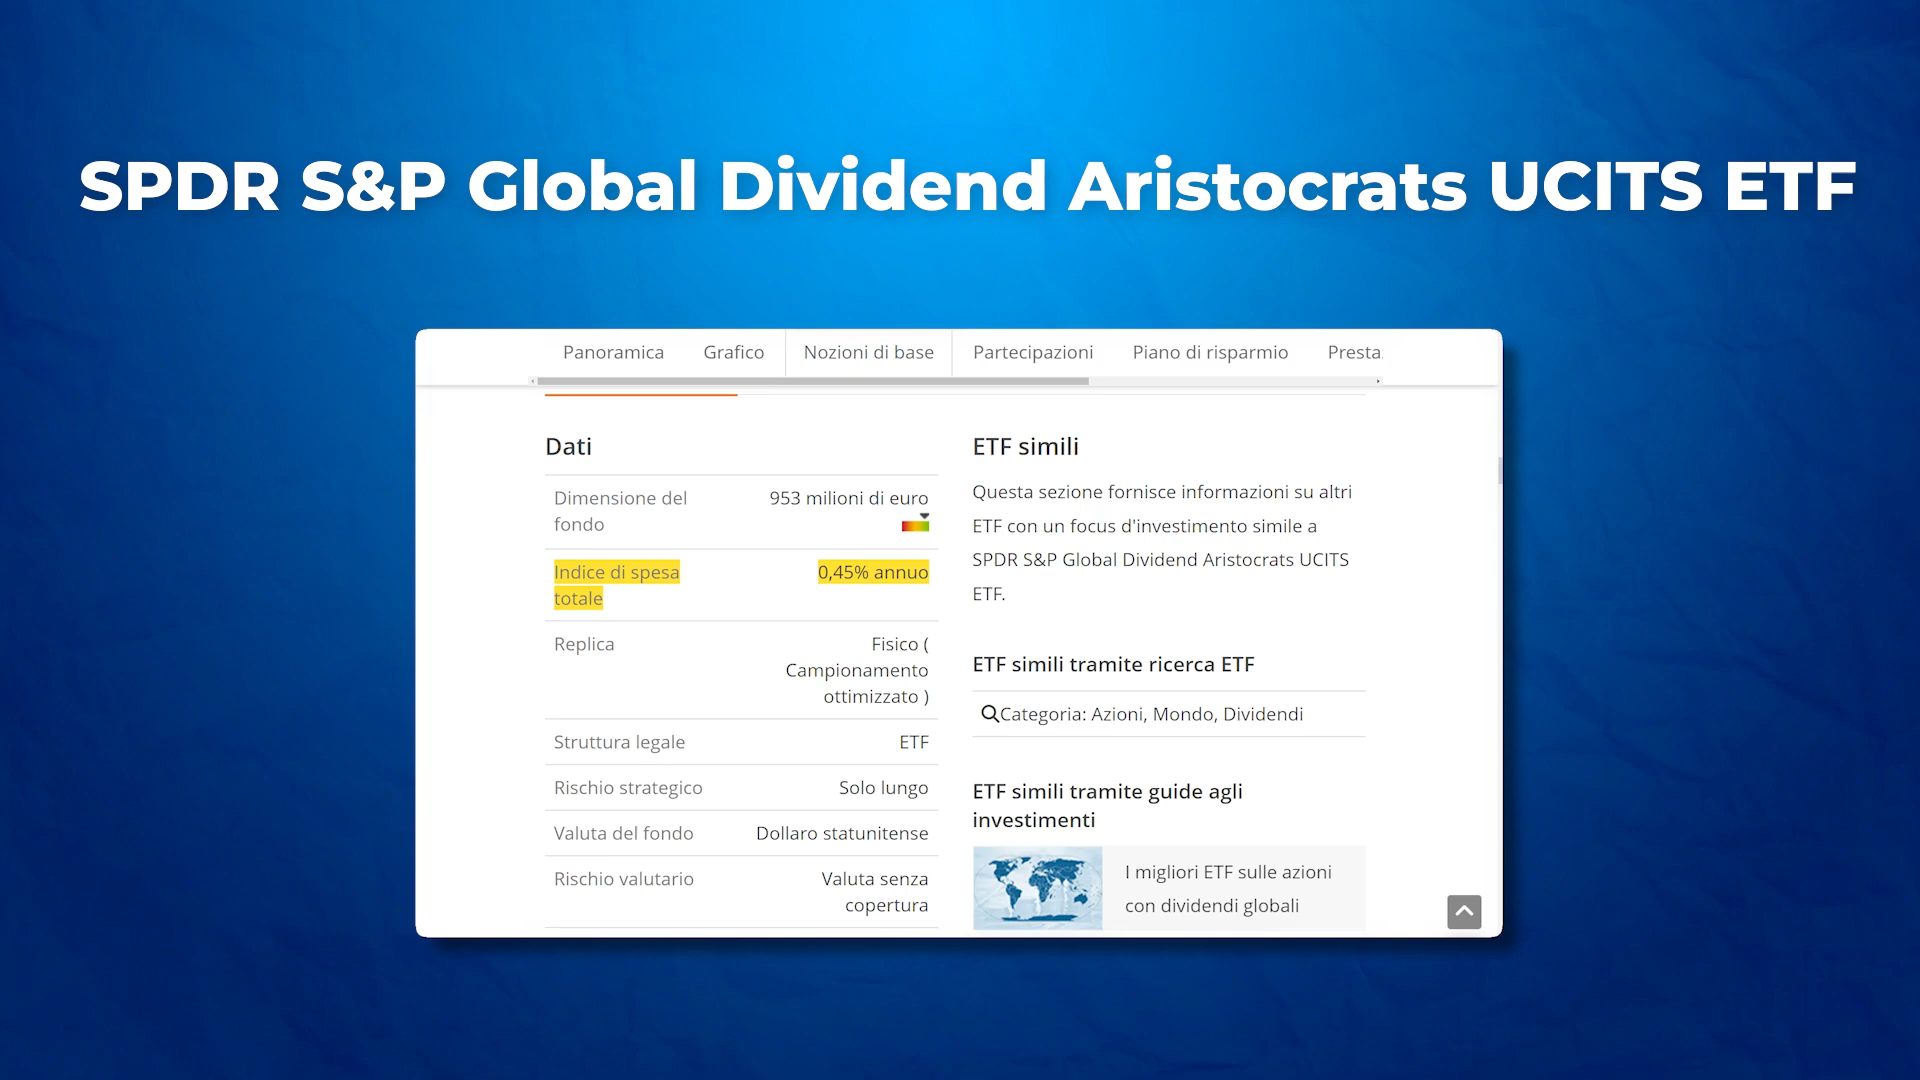 SPDR S&P Global Dividend Aristocrats UCITS ETF
Panoramica
Grafico
Nozioni di base
Partecipazioni
Piano di risparmio
Presta
Dati
Dimensione del
fondo
953 milioni di euro
Indice di spesa
totale
0,45% annuo
Replica
Fisico (
Campionamento
ottimizzato )
Struttura legale
ETF
Rischio strategico
Solo lungo
Valuta del fondo
Dollaro statunitense
Rischio valutario
Valuta senza
copertura
ETF simili
Questa sezione fornisce informazioni su altri
ETF con un focus d'investimento simile a
SPDR S&P Global Dividend Aristocrats UCITS
ETF.
ETF simili tramite ricerca ETF
Categoria: Azioni, Mondo, Dividendi
ETF simili tramite guide agli
investimenti
I migliori ETF sulle azioni
con dividendi globali